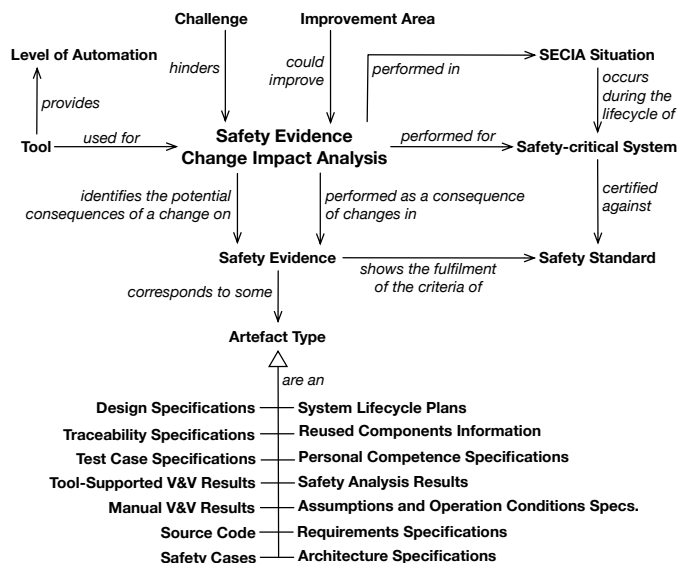 Challenge
Improvement Area
Level of Automation
hinders
could
improve
performed in
SECIA Situation
provides
occurs
during the
lifecycle of
Tool
used for
Safety Evidence
Change Impact Analysis
performed for
Safety-critical System
identifies the potential
consequences of a change on
performed as a consequence
of changes in
certified
against
Safety Evidence
shows the fulfilment
of the criteria of
Safety Standard
corresponds to some
Artefact Type
are an
Design Specifications
System Lifecycle Plans
Traceability Specifications
Reused Components Information
Test Case Specifications
Personal Competence Specifications
Tool-Supported V&V Results
Safety Analysis Results
Manual V&V Results
Assumptions and Operation Conditions Specs.
Source Code
Requirements Specifications
Safety Cases
Architecture Specifications